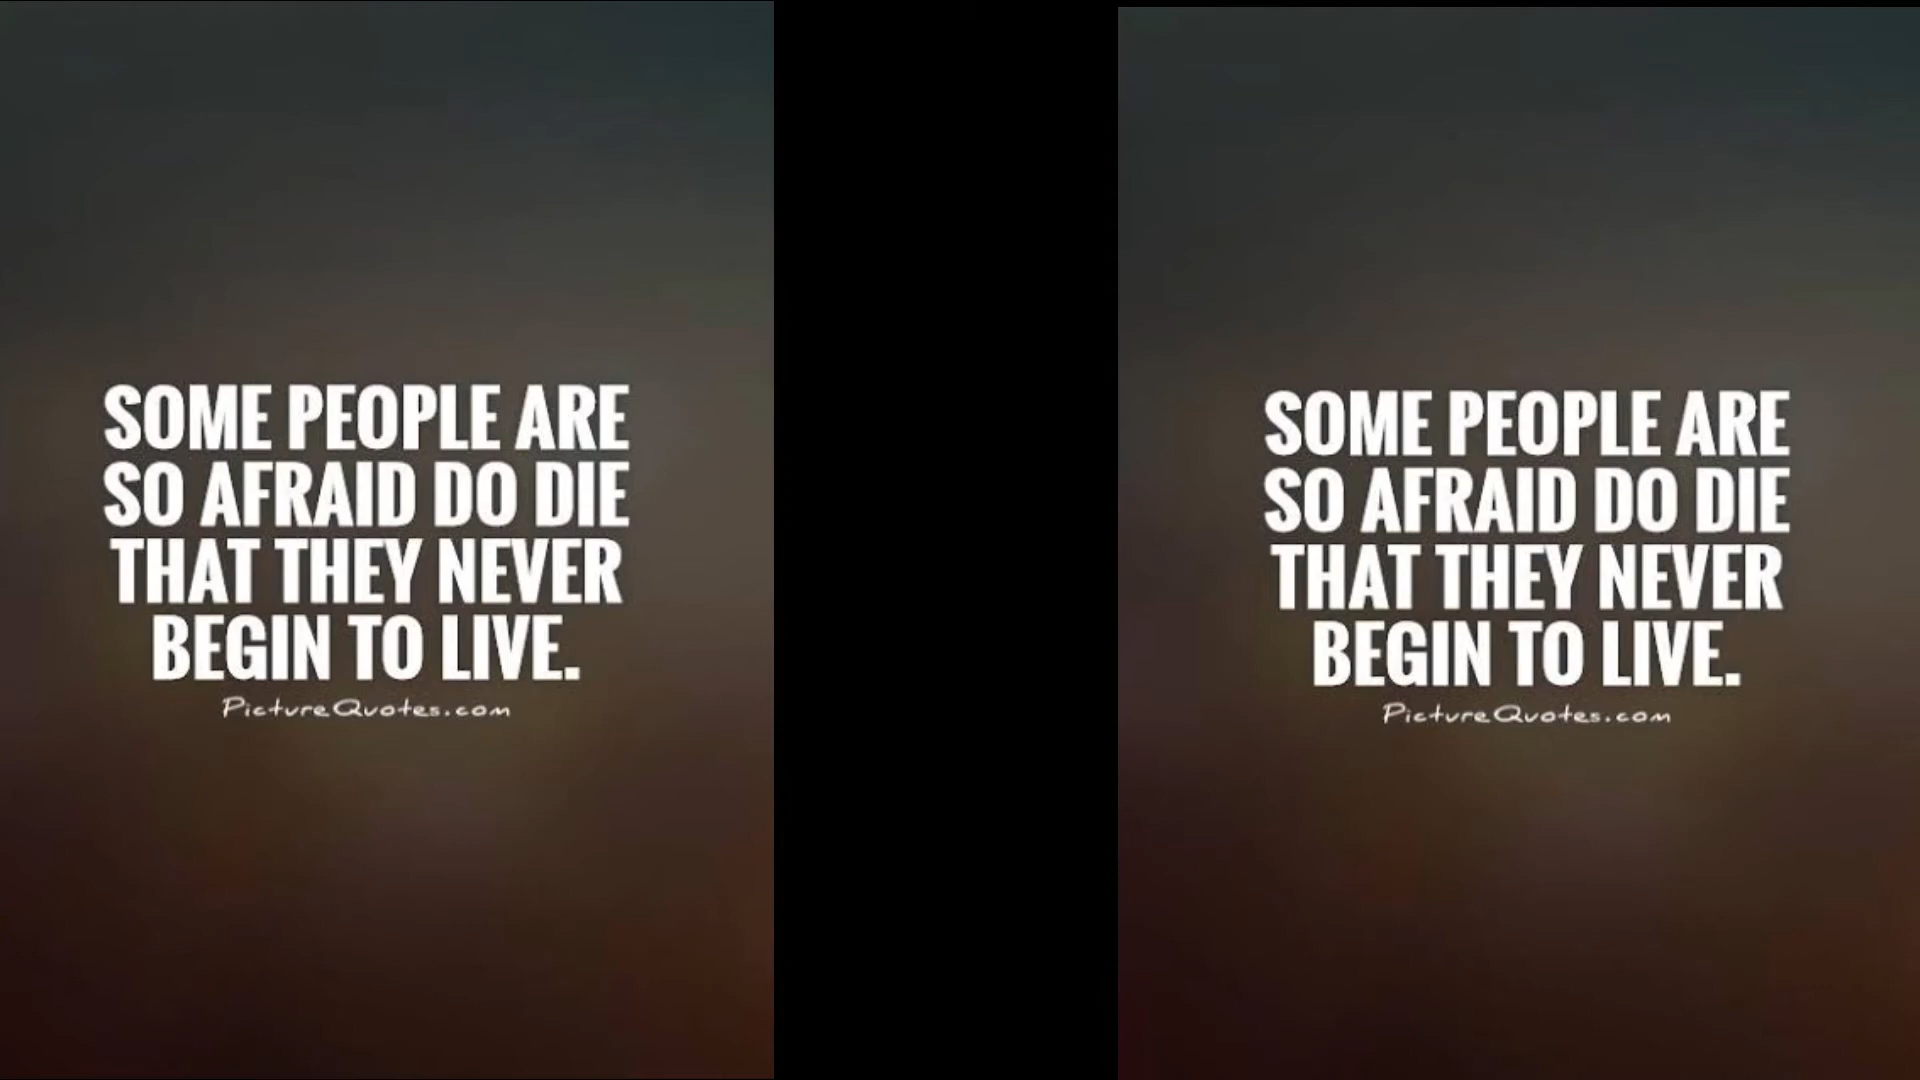 SOME PEOPLE ARE
SO AFRAID DO DIE
THAT THEY NEVER
BEGIN TO LIVE.
PictureQuotes.com
SOME PEOPLE ARE
SO AFRAID DO DIE
THAT THEY NEVER
BEGIN TO LIVE.
PictureQuotes.com